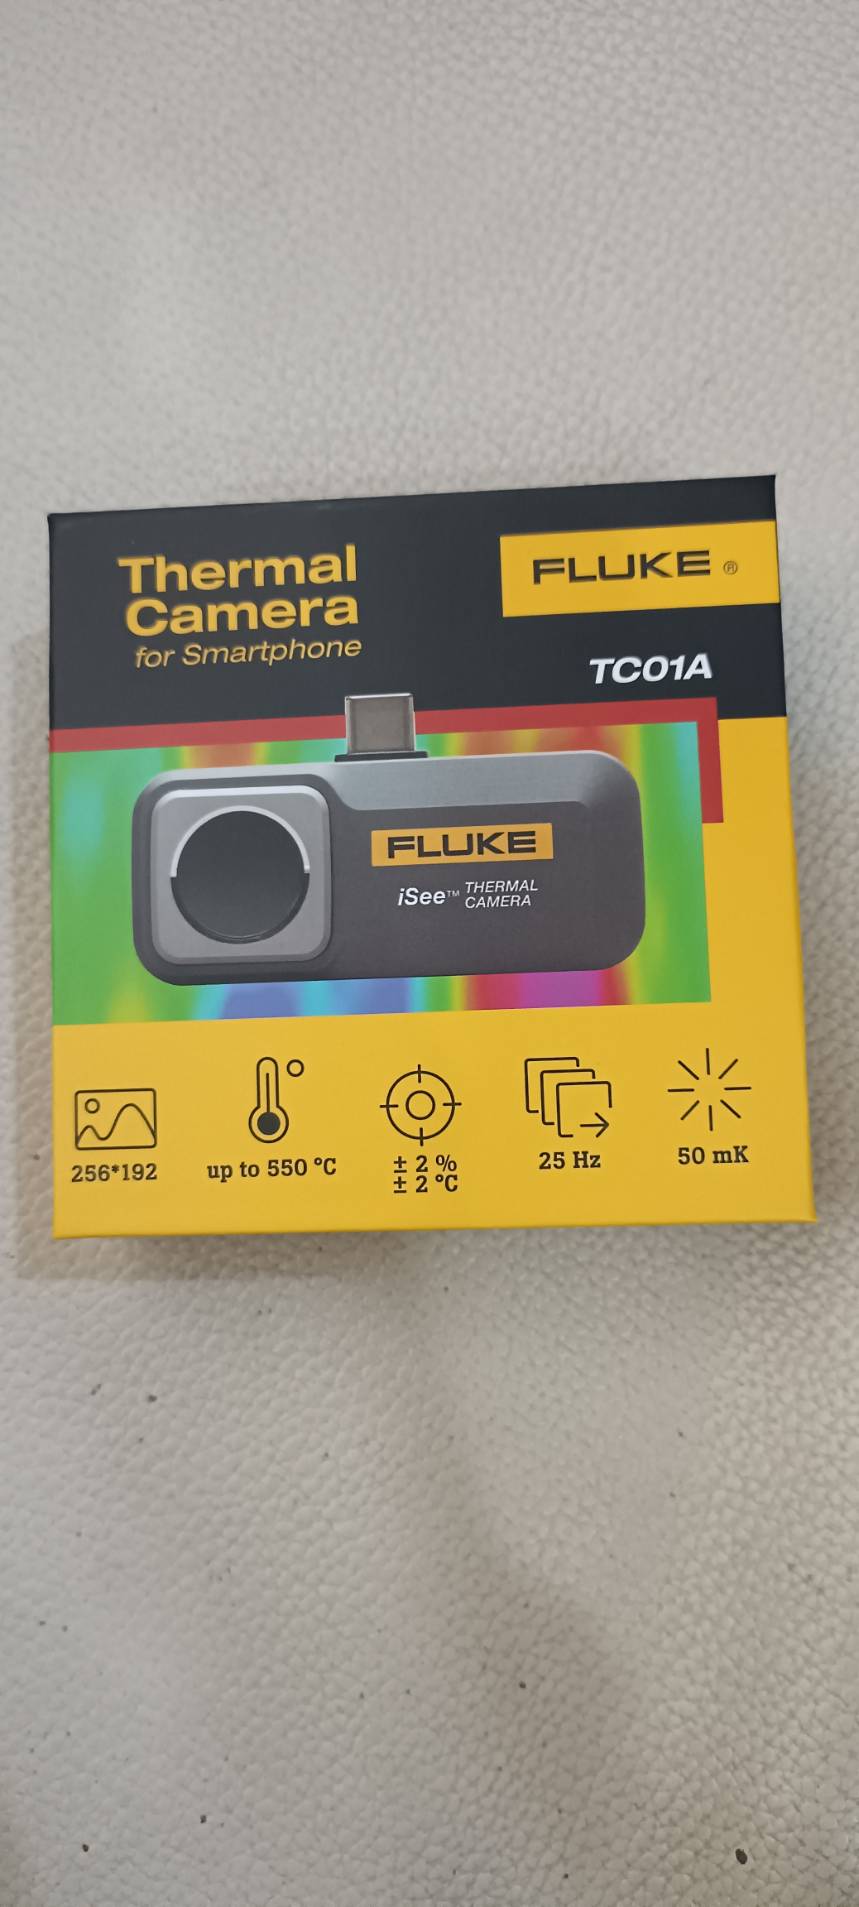 Thermal
Camera
for Smartphone
FLUKE ®
TC01A
FLUKE
iSee™ THERMAL
CAMERA
256*192
up to 550 °C
± 2 %
± 2 °C
25 Hz
50 mK